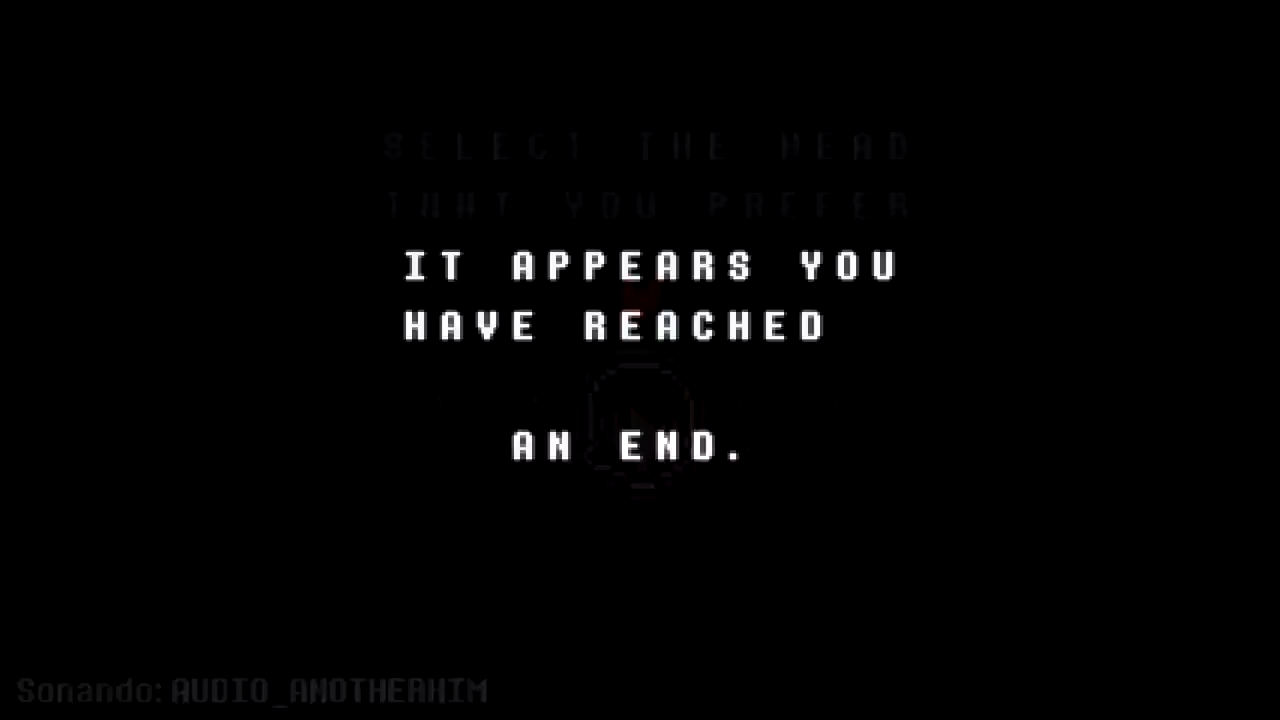 SELECT THE HEAD
THAT YOU PREFER
IT APPEARS YOU
HAVE REACHED
AN END.
Sonando: AUDIO_ANOTHERHIM